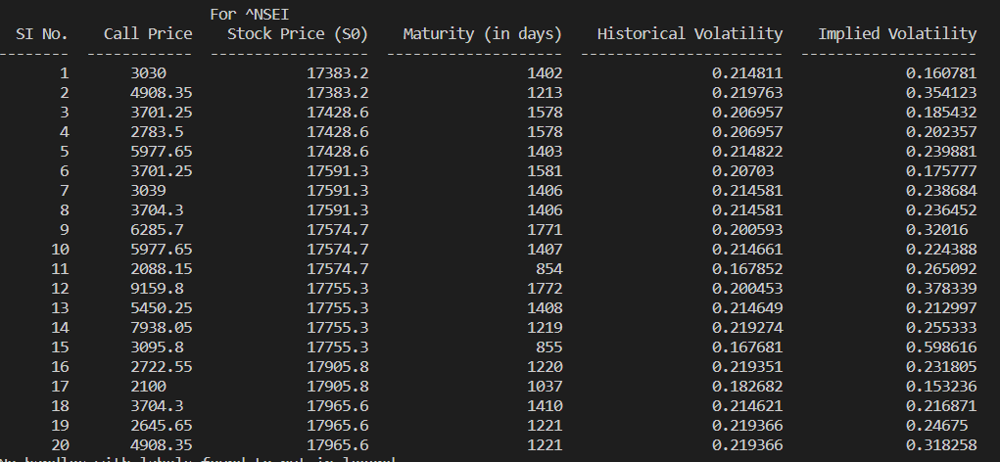 For ^NSEI
SI No. Call Price Stock Price (S0) Maturity (in days) Historical Volatility Implied Volatility
-------- ------------ ------------------ -------------------- ----------------------- --------------------
1 3030 17383.2 1402 0.214811 0.160781
2 4908.35 17383.2 1213 0.219763 0.354123
3 3701.25 17428.6 1578 0.206957 0.185432
4 2783.5 17428.6 1578 0.206957 0.202357
5 5977.65 17428.6 1403 0.214822 0.239881
6 3701.25 17591.3 1581 0.20703 0.175777
7 3039 17591.3 1406 0.214581 0.238684
8 3704.3 17591.3 1406 0.214581 0.236452
9 6285.7 17574.7 1771 0.200593 0.32016
10 5977.65 17574.7 1407 0.214661 0.224388
11 2088.15 17574.7 854 0.167852 0.265092
12 9159.8 17755.3 1772 0.200453 0.378339
13 5450.25 17755.3 1408 0.214649 0.212997
14 7938.05 17755.3 1219 0.219274 0.255333
15 3095.8 17755.3 855 0.167681 0.598616
16 2722.55 17905.8 1220 0.219351 0.231805
17 2100 17905.8 1037 0.182682 0.153236
18 3704.3 17965.6 1410 0.214621 0.216871
19 2645.65 17965.6 1221 0.219366 0.24675
20 4908.35 17965.6 1221 0.219366 0.318258